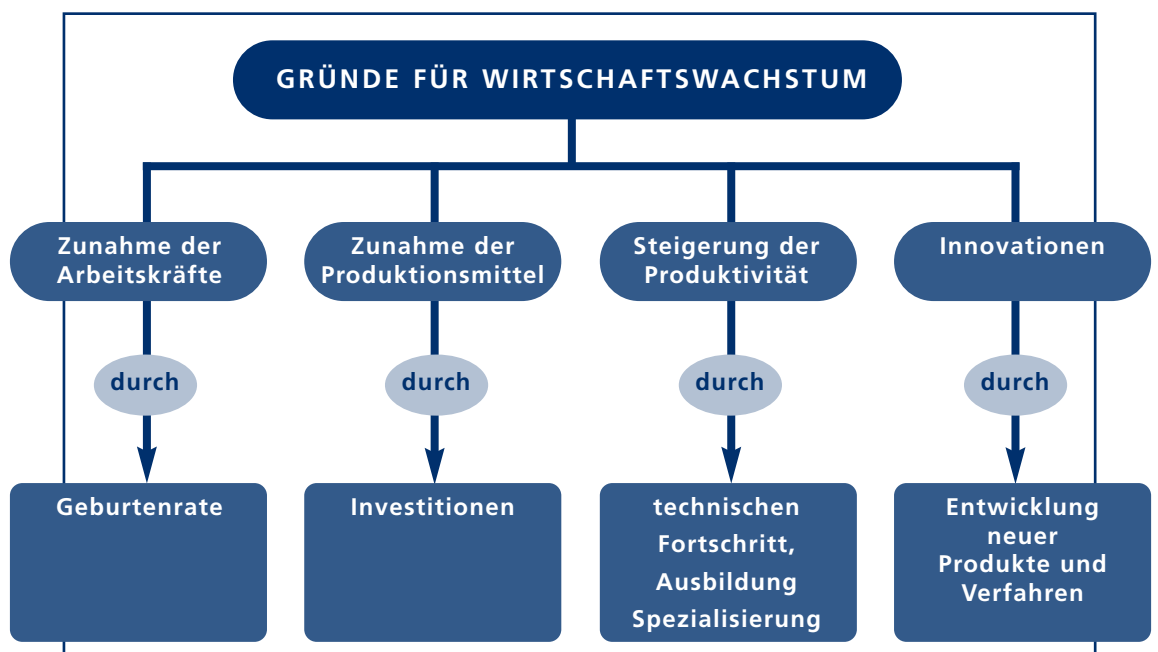 GRÜNDE FÜR WIRTSCHAFTSWACHSTUM
Zunahme der
Arbeitskräfte
Zunahme der
Produktionsmittel
Steigerung der
Produktivität
Innovationen
durch
durch
durch
durch
Geburtenrate
Investitionen
technischen
Fortschritt,
Ausbildung
Spezialisierung
Entwicklung
neuer
Produkte und
Verfahren